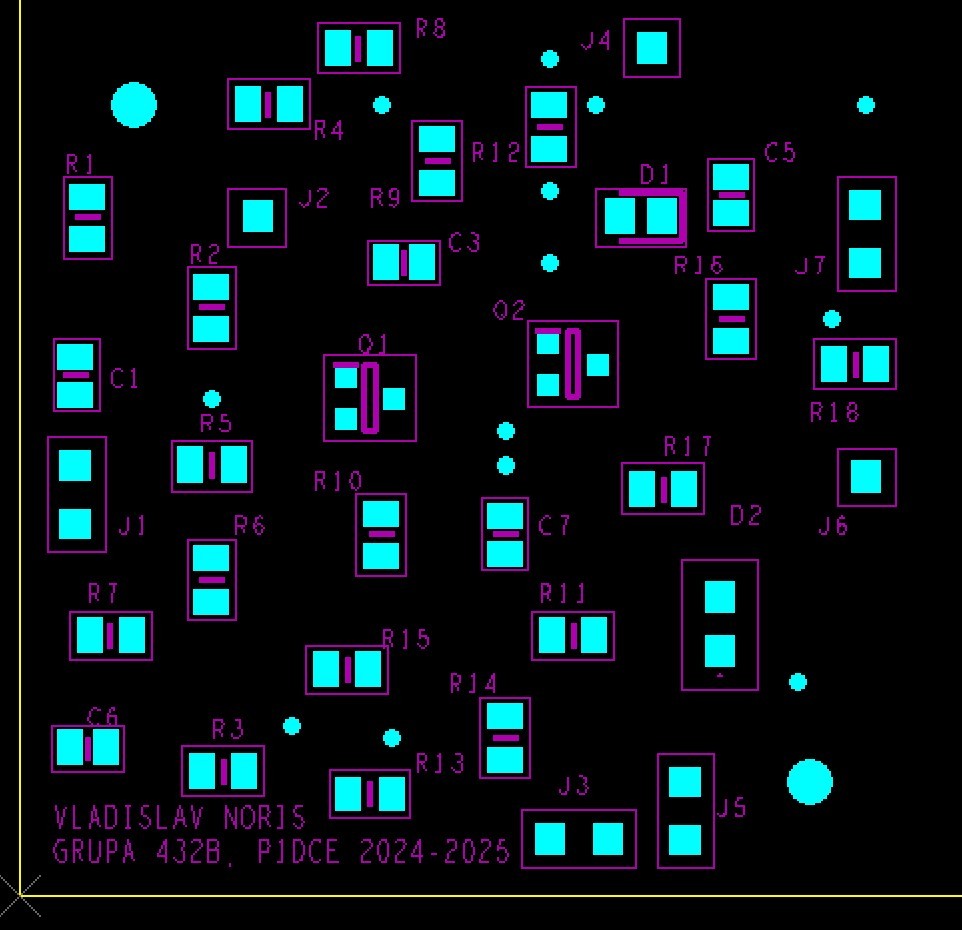 R8
J4
R4
R12
C5
R1
D1
R9
J2
C3
R2
R16
J7
Q2
Q1
C1
R18
R5
R17
R10
D2
J1
R6
C7
J6
R7
R11
R15
R14
C6
R3
R13
J3
J5
VLADISLAV NORIS
GRUPA 432B, P1DCE 2024-2025